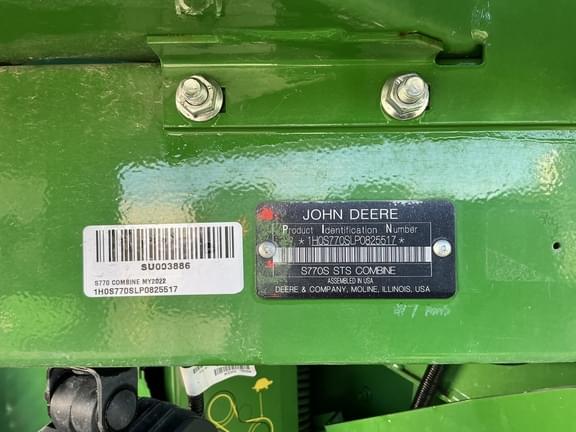 SU003886
S770 COMBINE MY2022
1H0S770SLP0825517
JOHN DEERE
Product Identification Number
*1H0S770SLP0825517*
S770S STS COMBINE
ASSEMBLED IN USA
DEERE & COMPANY, MOLINE, ILLINOIS, USA